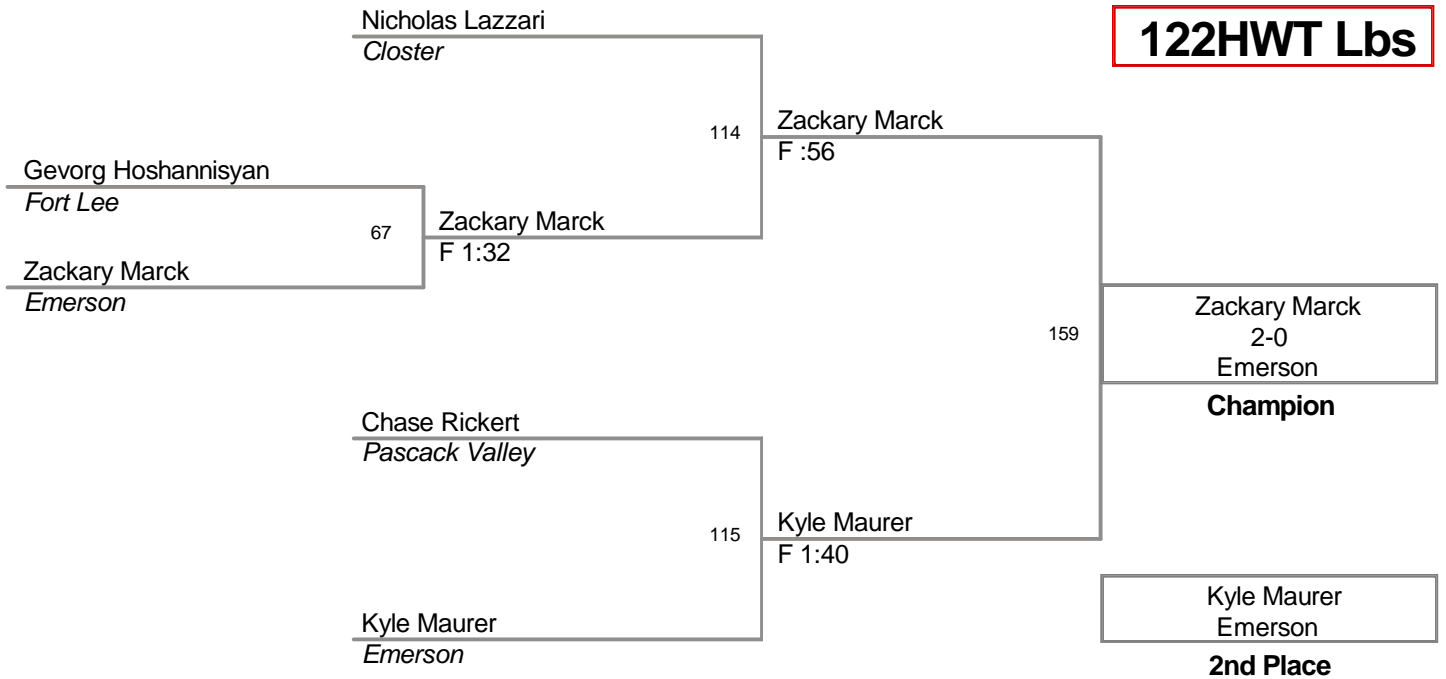 Nicholas Lazzari
Closter
122HWT Lbs
114
Zackary Marck
F :56
Gevorg Hoshannisyan
Fort Lee
67
Zackary Marck
F 1:32
Zackary Marck
Emerson
159
Zackary Marck
2-0
Emerson
Champion
Chase Rickert
Pascack Valley
115
Kyle Maurer
F 1:40
Kyle Maurer
Emerson
Kyle Maurer
Emerson
2nd Place